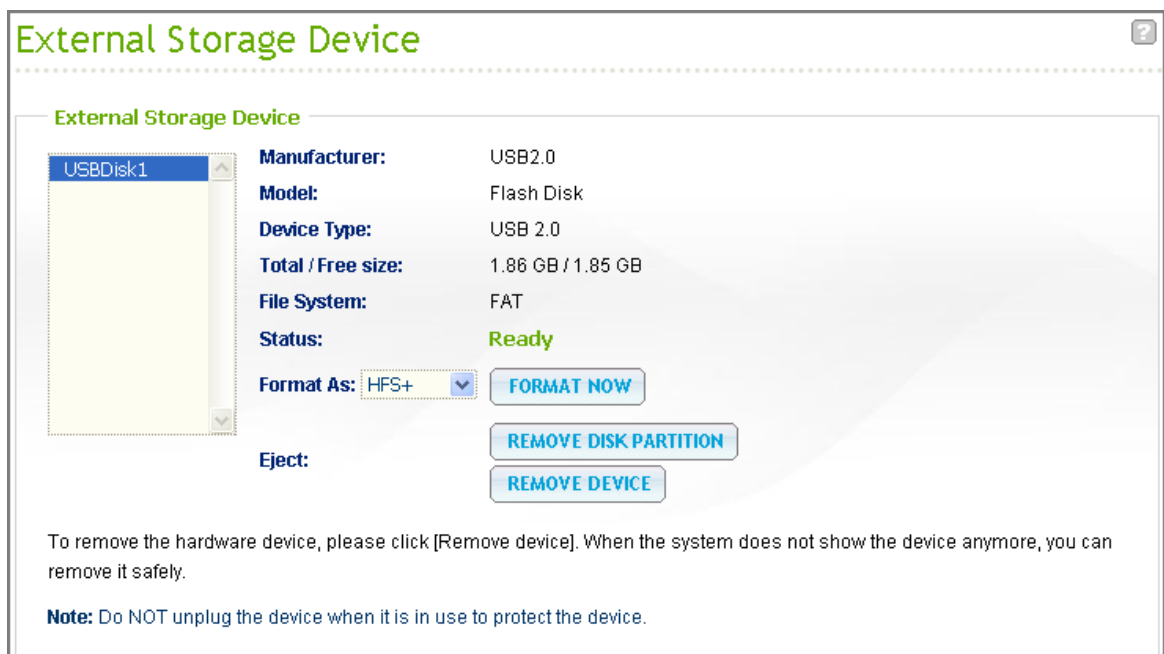 External Storage Device
?
External Storage Device
USBDisk1
Manufacturer: USB2.0
Model: Flash Disk
Device Type: USB 2.0
Total / Free size: 1.86 GB / 1.85 GB
File System: FAT
Status: Ready
Format As: HFS+ FORMAT NOW
Eject: REMOVE DISK PARTITION
REMOVE DEVICE
To remove the hardware device, please click [Remove device]. When the system does not show the device anymore, you can
remove it safely.
Note: Do NOT unplug the device when it is in use to protect the device.